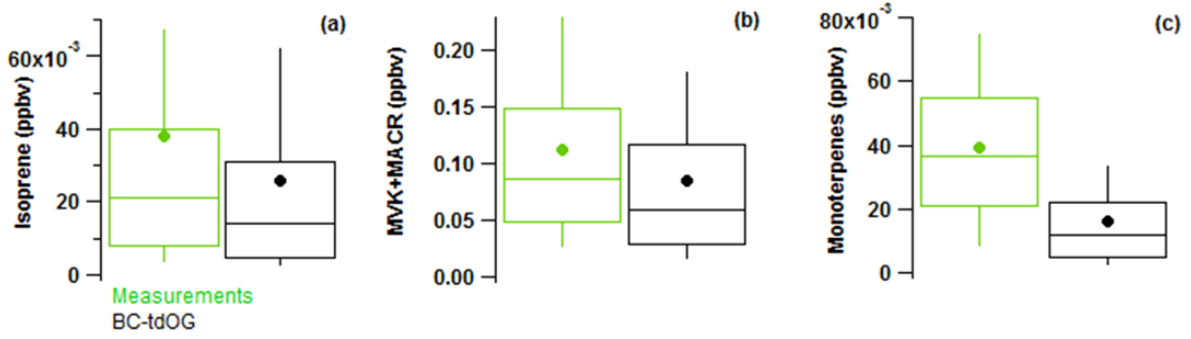 (a)
Isoprene (ppbv)
60x10⁻³
40
20
0
Measurements
BC-tdOG
(b)
MVK+MACR (ppbv)
0.20
0.15
0.10
0.05
0.00
(c)
Monoterpenes (ppbv)
80x10⁻³
60
40
20
0